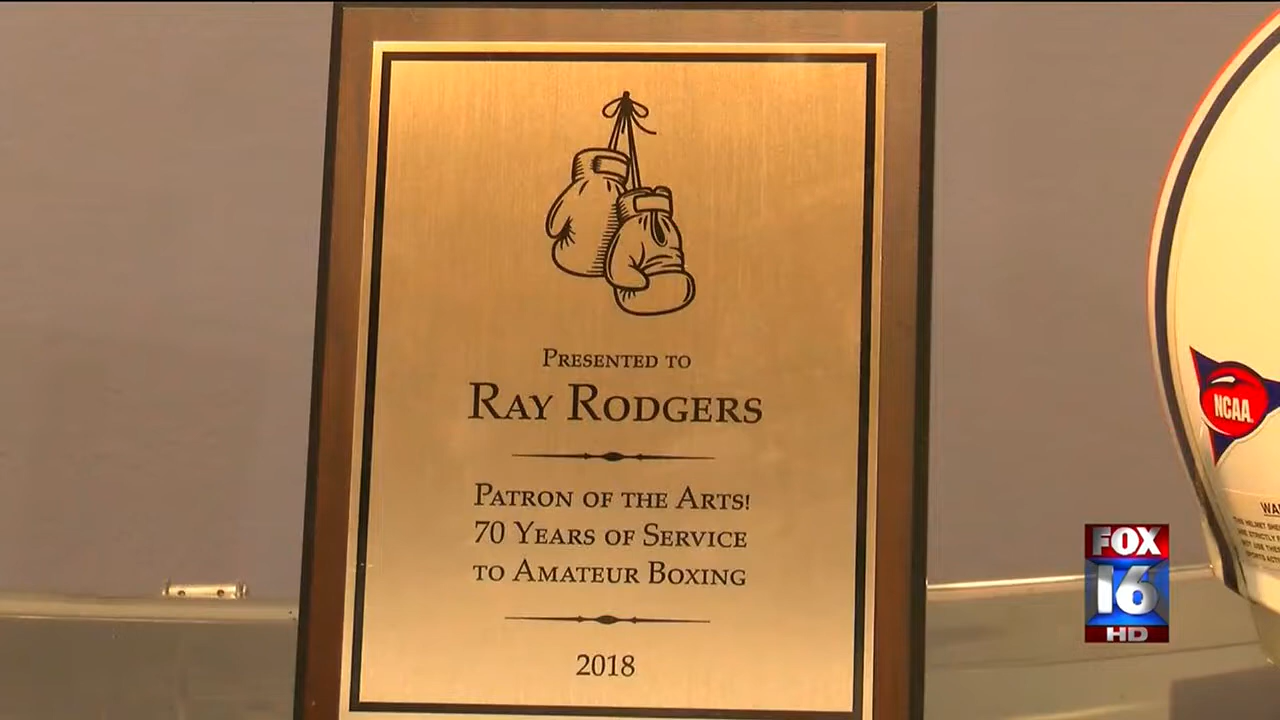 PRESENTED TO
RAY RODGERS
PATRON OF THE ARTS!
70 YEARS OF SERVICE
TO AMATEUR BOXING
2018
NCAA
FOX
16
HD